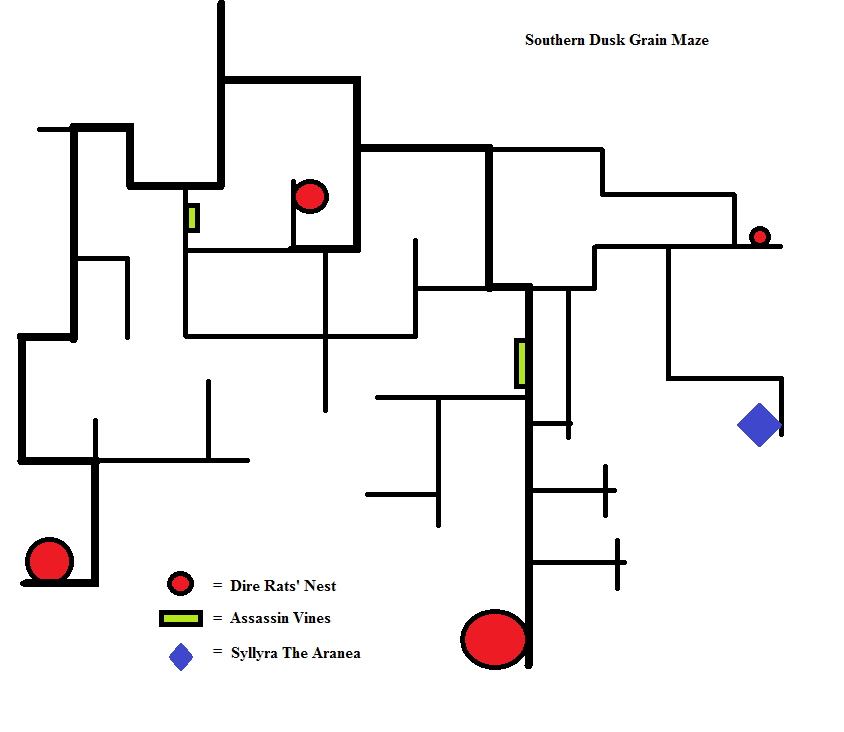 Southern Dusk Grain Maze
= Dire Rats' Nest
= Assassin Vines
= Syllyra The Aranea